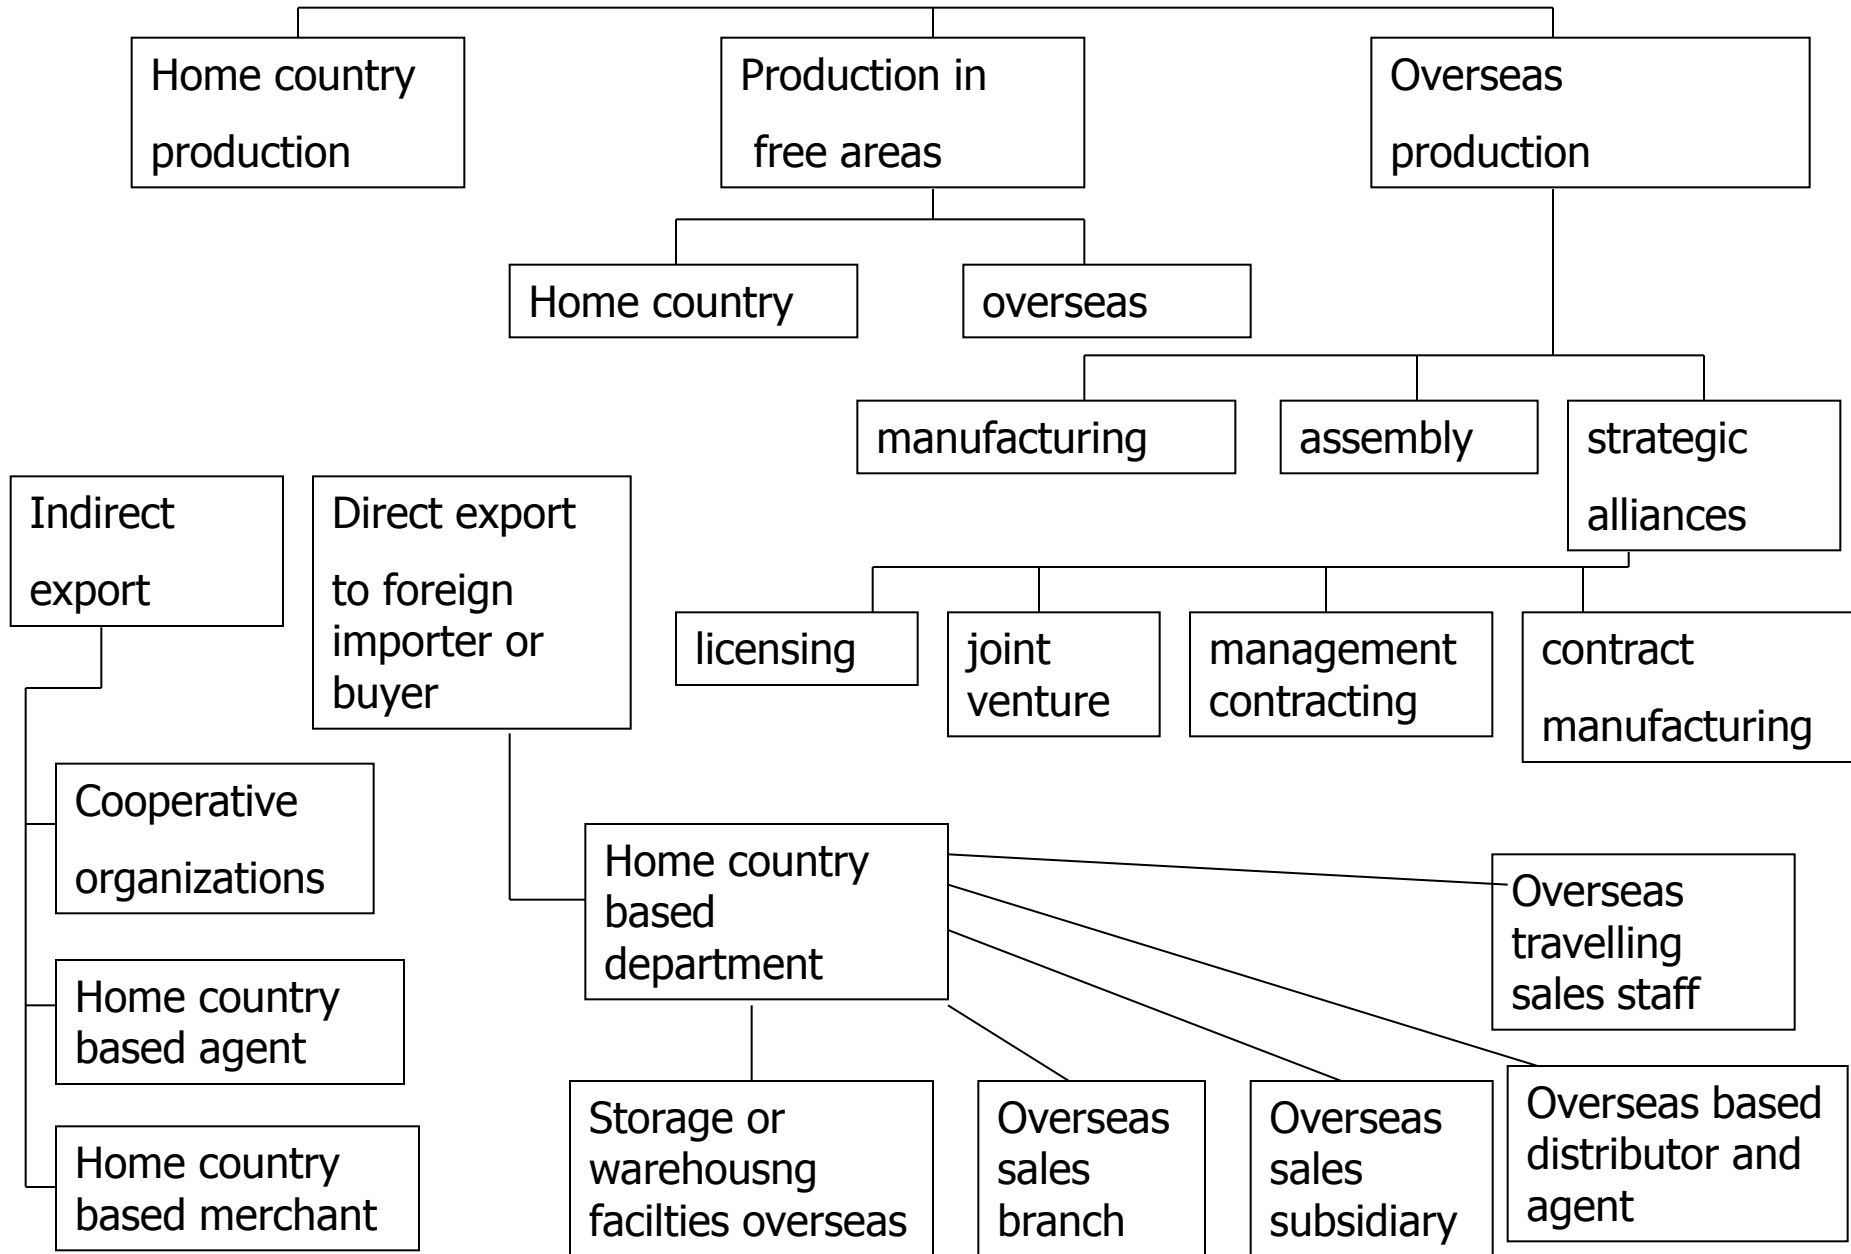 Home country
production
Production in
free areas
Overseas
production
Home country
overseas
manufacturing
assembly
strategic
alliances
Indirect
export
Direct export
to foreign
importer or
buyer
licensing
joint
venture
management
contracting
contract
manufacturing
Cooperative
organizations
Home country
based
department
Overseas
travelling
sales staff
Home country
based agent
Home country
based merchant
Storage or
warehousng
facilties overseas
Overseas
sales
branch
Overseas
sales
subsidiary
Overseas based
distributor and
agent